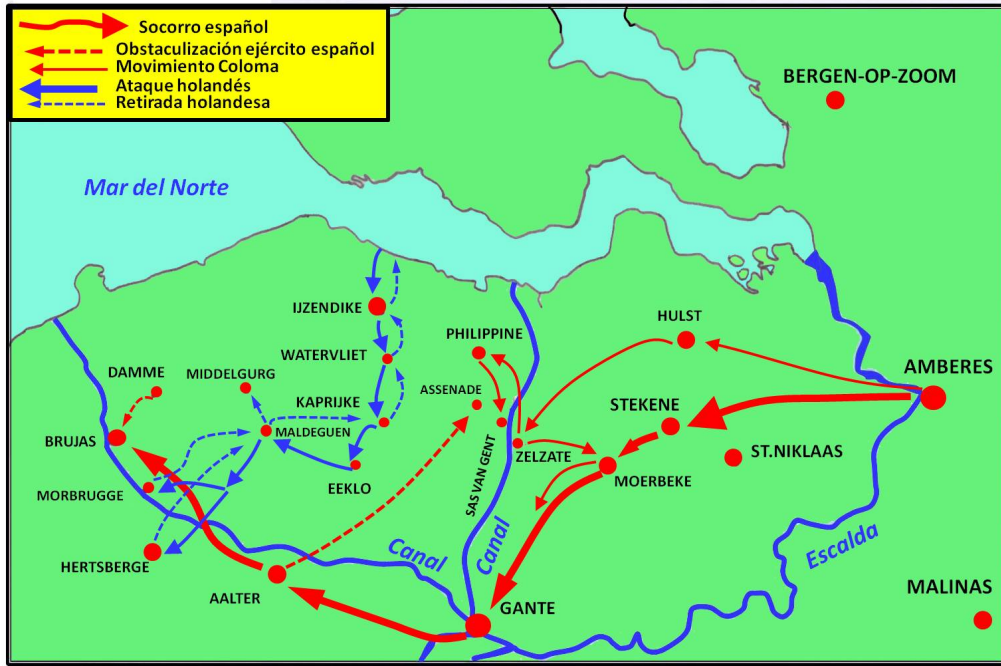 Socorro español
Obstaculización ejército español
Movimiento Coloma
Ataque holandés
Retirada holandesa
BERGEN-OP-ZOOM
Mar del Norte
IJZENDIKE
HULST
PHILIPPINE
WATERVLIET
AMBERES
DAMME
MIDDELGURG
ASSENADE
KAPRIJKE
STEKENE
BRUJAS
MALDEGUEN
ZELZATE
ST.NIKLAAS
SAS VAN GENT
MOERBEKE
EEKLO
MORBRUGGE
Canal
Canal
Escalda
HERTSBERGE
AALTER
GANTE
MALINAS